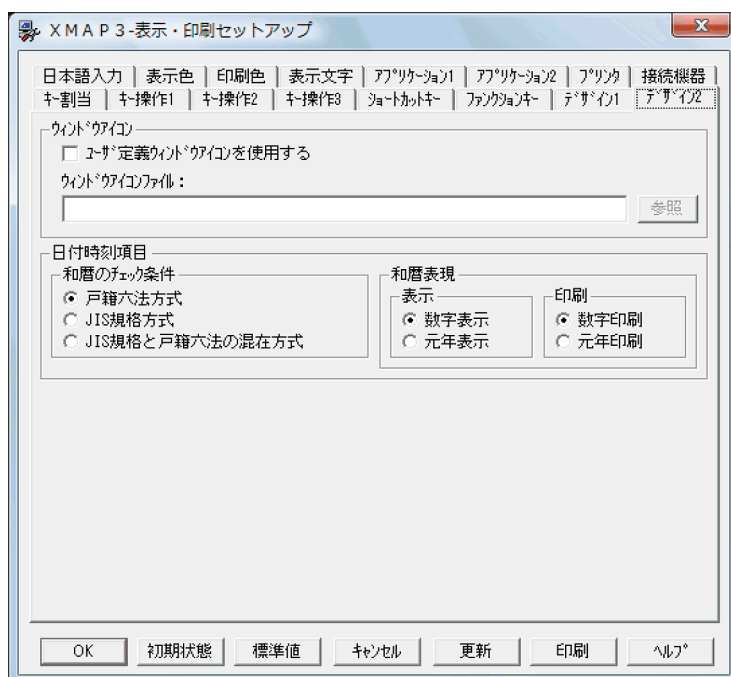 XMAP3-表示・印刷セットアップ
日本語入力 表示色 印刷色 表示文字 ｱﾌﾟﾘｹｰｼｮﾝ1 ｱﾌﾟﾘｹｰｼｮﾝ2 ﾌﾟﾘﾝﾀ 接続機器
ｷｰ割当 ｷｰ操作1 ｷｰ操作2 ｷｰ操作3 ｼｮｰﾄｶｯﾄｷｰ ﾌｧﾝｸｼｮﾝｷｰ ﾃﾞｻﾞｲﾝ1 ﾃﾞｻﾞｲﾝ2
ｳｨﾝﾄﾞｳｱｲｺﾝ
ﾕｰｻﾞ定義ｳｨﾝﾄﾞｳｱｲｺﾝを使用する
ｳｨﾝﾄﾞｳｱｲｺﾝﾌｧｲﾙ：
参照
日付時刻項目
和暦のﾁｪｯｸ条件 和暦表現
表示 印刷
戸籍六法方式 数字表示 数字印刷
JIS規格方式 元年表示 元年印刷
JIS規格と戸籍六法の混在方式
OK 初期状態 標準値 ｷｬﾝｾﾙ 更新 印刷 ﾍﾙﾌﾟ